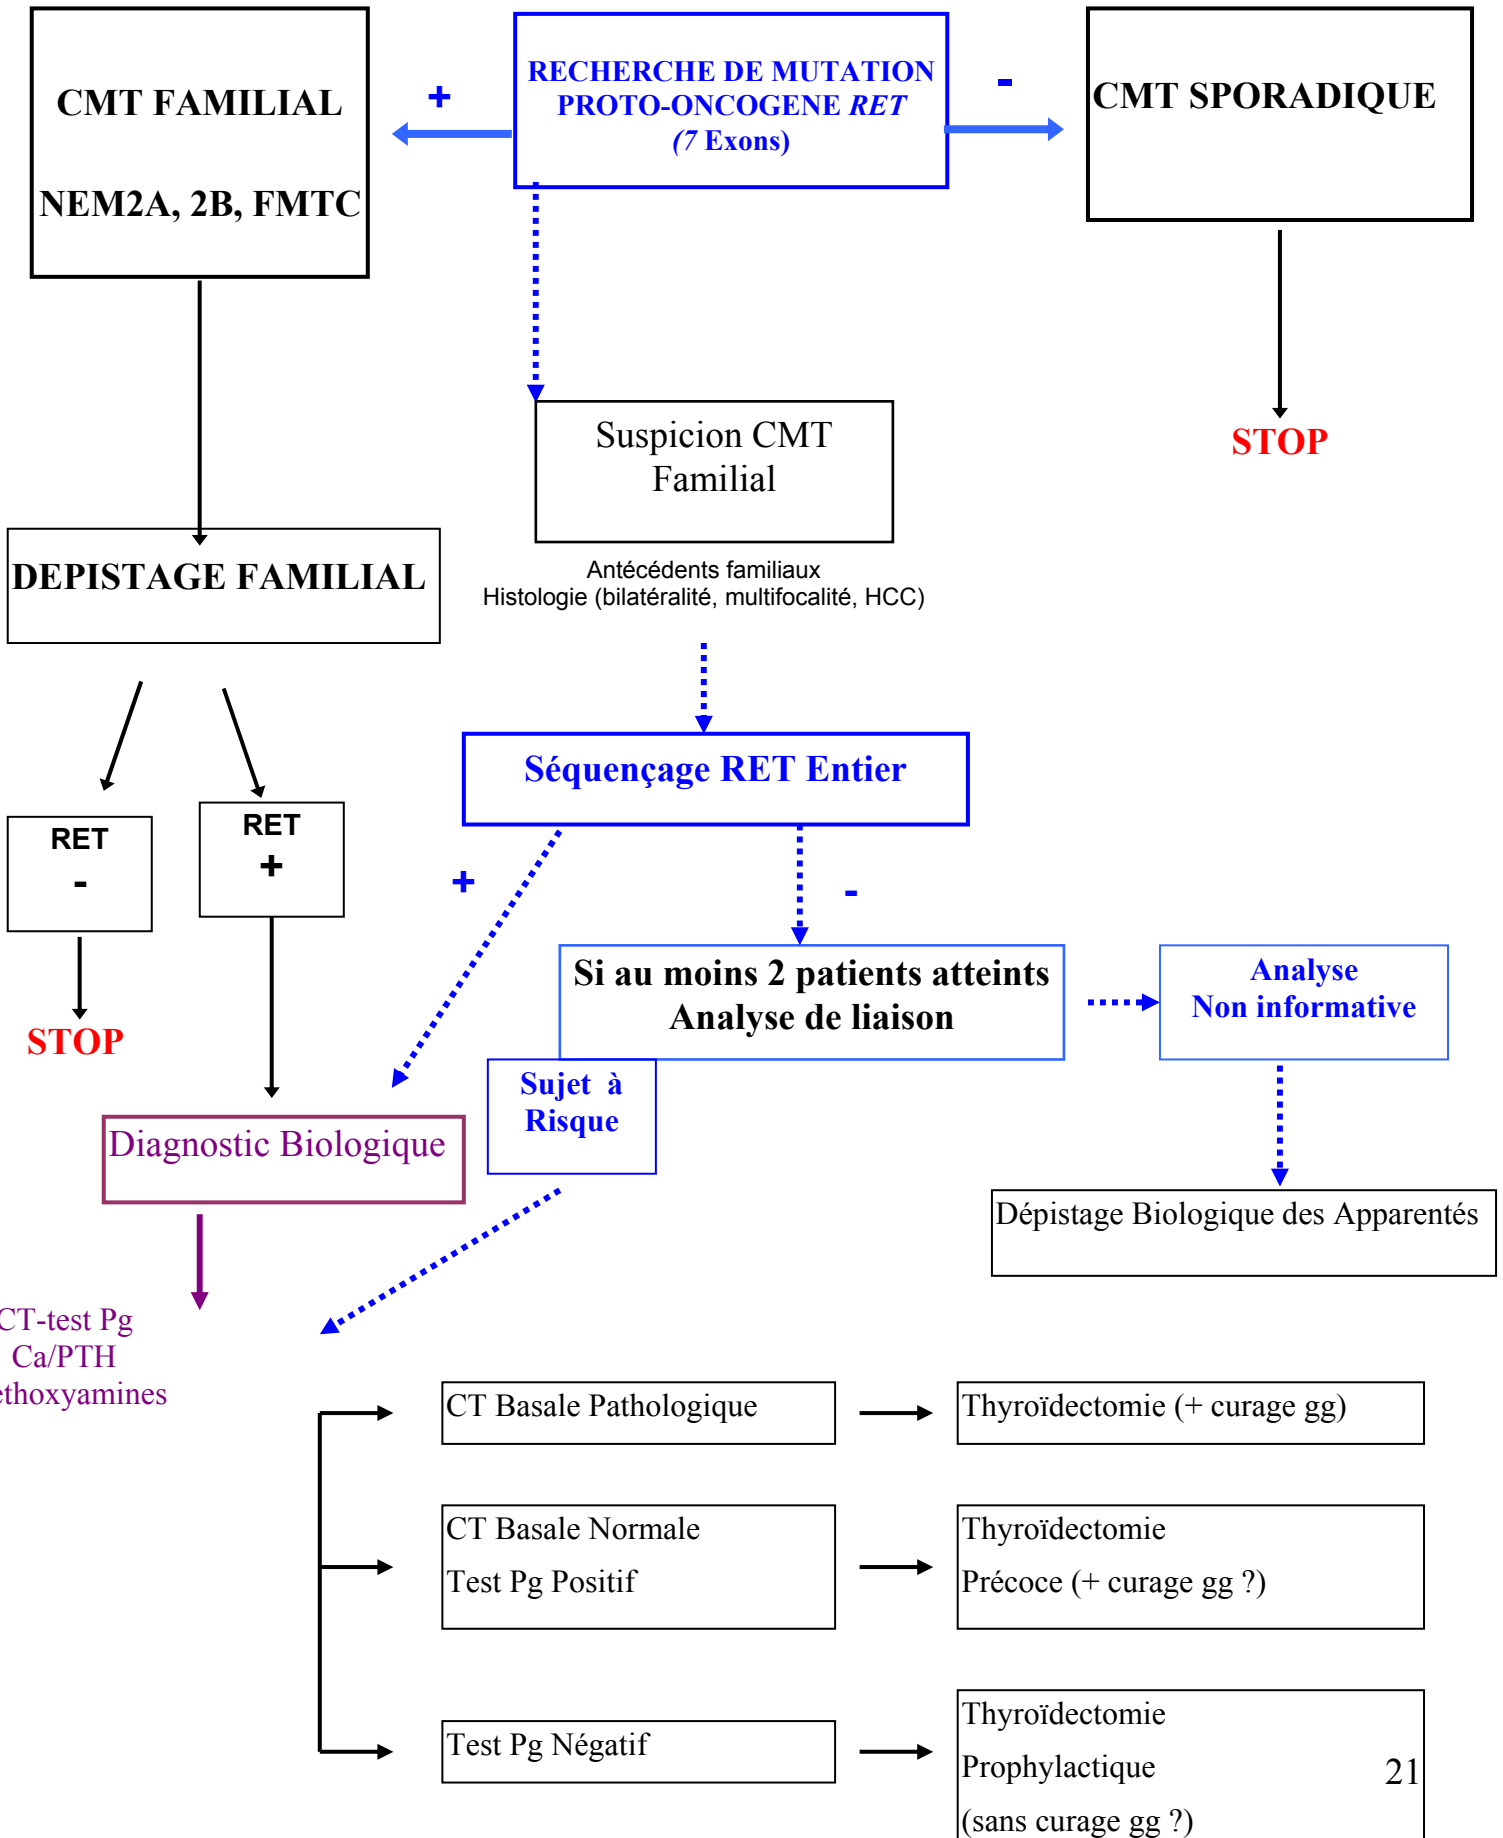 CMT FAMILIAL
NEM2A, 2B, FMTC
+
RECHERCHE DE MUTATION
PROTO-ONCOGENE RET
(7 Exons)
-
CMT SPORADIQUE
STOP
Suspicion CMT
Familial
Antécédents familiaux
Histologie (bilatéralité, multifocalité, HCC)
DEPISTAGE FAMILIAL
RET
-
RET
+
STOP
Séquençage RET Entier
+
-
Si au moins 2 patients atteints
Analyse de liaison
Analyse
Non informative
Sujet à
Risque
Diagnostic Biologique
Dépistage Biologique des Apparentés
CT-test Pg
Ca/PTH
ethoxyamines
CT Basale Pathologique
Thyroïdectomie (+ curage gg)
CT Basale Normale
Test Pg Positif
Thyroïdectomie
Précoce (+ curage gg ?)
Test Pg Négatif
Thyroïdectomie
Prophylactique
(sans curage gg ?)
21